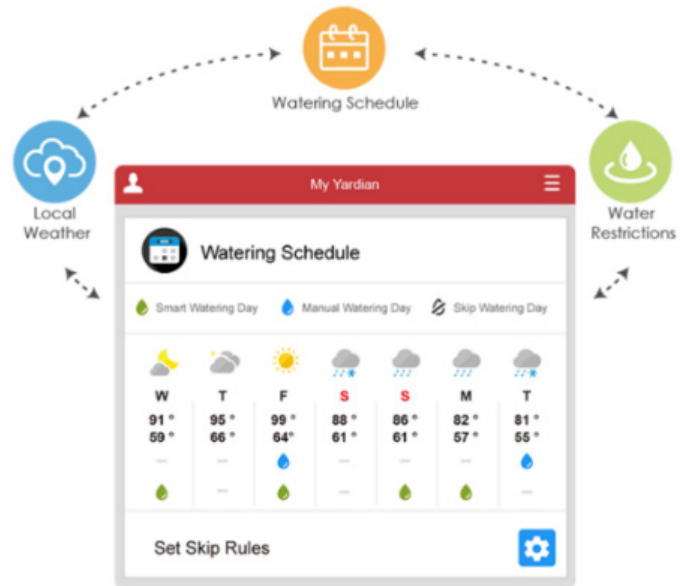 Watering Schedule
Local
Weather
Water
Restrictions
My Yardian
Watering Schedule
Smart Watering Day Manual Watering Day Skip Watering Day
W T F S S M T
91 ° 95 ° 99 ° 88 ° 86 ° 82 ° 81 °
59 ° 66 ° 64° 61 ° 61 ° 57 ° 55 °
Set Skip Rules